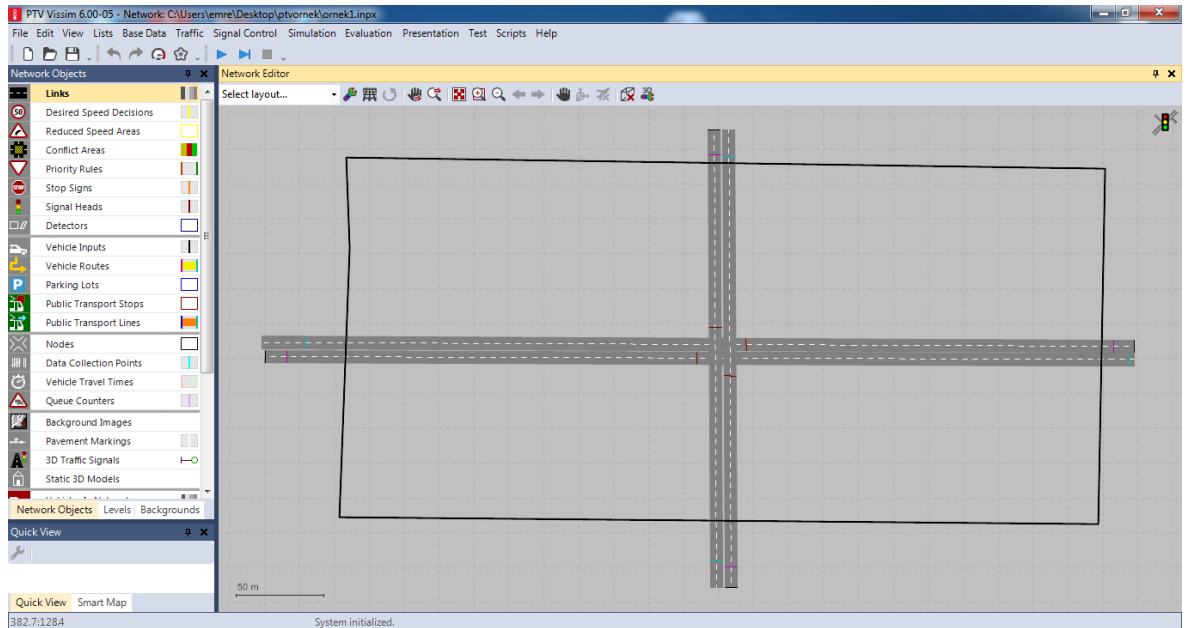 PTV Vissim 6.00-05 - Network: C:\Users\emre\Desktop\ptvornek\ornek1.inpx
File Edit View Lists Base Data Traffic Signal Control Simulation Evaluation Presentation Test Scripts Help
Network Objects
Network Editor
Links
Select layout...
50
Desired Speed Decisions
Reduced Speed Areas
Conflict Areas
Priority Rules
STOP
Stop Signs
Signal Heads
Detectors
Vehicle Inputs
Vehicle Routes
P
Parking Lots
Public Transport Stops
Public Transport Lines
Nodes
Data Collection Points
Vehicle Travel Times
Queue Counters
Background Images
Pavement Markings
3D Traffic Signals
Static 3D Models
Network Objects Levels Backgrounds
Quick View
50 m
Quick View Smart Map
382.7:128.4
System initialized.